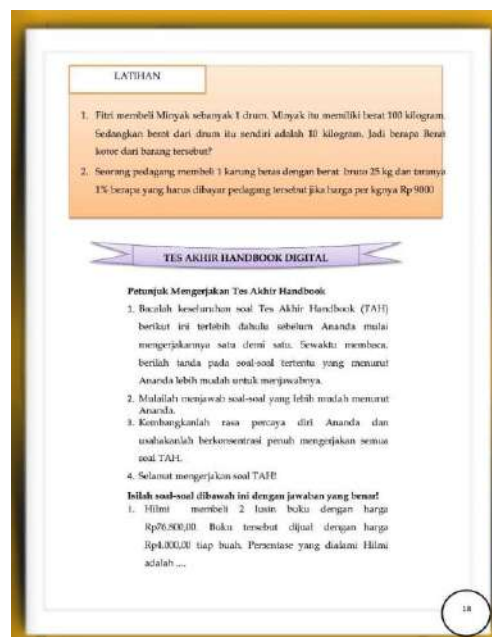 LATIHAN
1. Fitri membeli Minyak sebanyak 1 drum. Minyak itu memiliki berat 100 kilogram.
Sedangkan berat dari drum itu sendiri adalah 10 kilogram. Jadi berapa Berat
kotor dari barang tersebut?
2. Seorang pedagang membeli 1 karung beras dengan berat bruto 25 kg dan taranya
1% berapa yang harus dibayar pedagang tersebut jika harga per kgnya Rp 9000
TES AKHIR HANDBOOK DIGITAL
Petunjuk Mengerjakan Tes Akhir Handbook
1. Bacalah keseluruhan soal Tes Akhir Handbook (TAH)
berikut ini terlebih dahulu sebelum Ananda mulai
mengerjakannya satu demi satu. Sewaktu membaca,
berilah tanda pada soal-soal tertentu yang menurut
Ananda lebih mudah untuk menjawabnya.
2. Mulailah menjawab soal-soal yang lebih mudah menurut
Ananda.
3. Kembangkanlah rasa percaya diri Ananda dan
usahakanlah berkonsentrasi penuh mengerjakan semua
soal TAH.
4. Selamat mengerjakan soal TAH!
Isilah soal-soal dibawah ini dengan jawaban yang benar!
1. Hilmi membeli 2 lusin buku dengan harga
Rp76.800,00. Buku tersebut dijual dengan harga
Rp4.000,00 tiap buah. Persentase yang dialami Hilmi
adalah ....
18